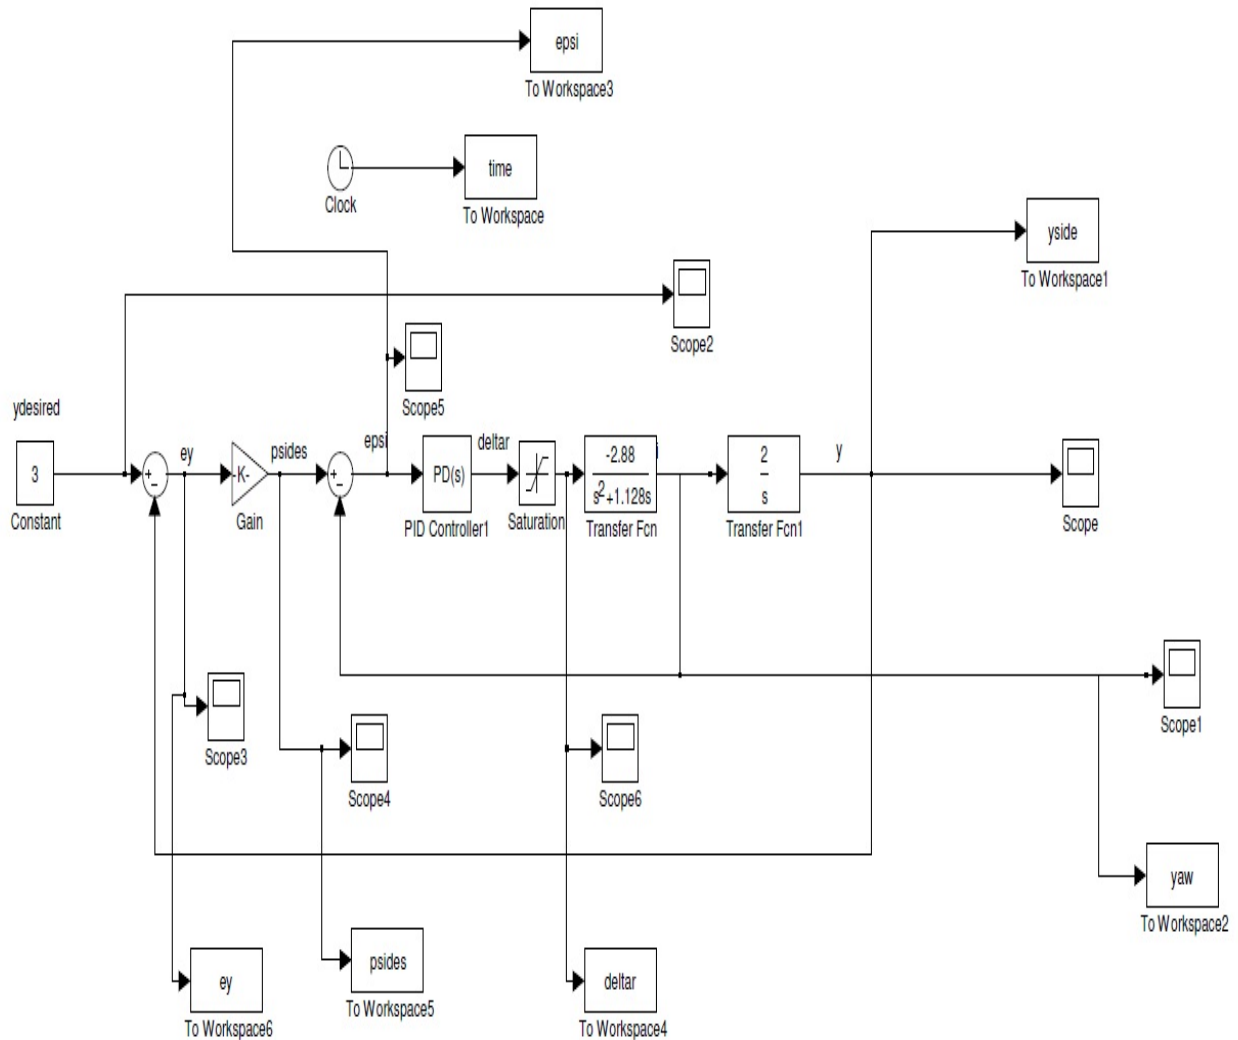 epsi
To Workspace3
time
Clock
To Workspace
yside
To Workspace1
Scope2
Scope5
ydesired
ey
psides
epsi
deltar
y
3
-K-
PD(s)
-2.88
s2+1.128s
2
s
Constant
Gain
PID Controller1
Saturation
Transfer Fcn
Transfer Fcn1
Scope
Scope3
Scope4
Scope6
Scope1
yaw
To Workspace2
psides
To Workspace5
ey
To Workspace6
deltar
To Workspace4